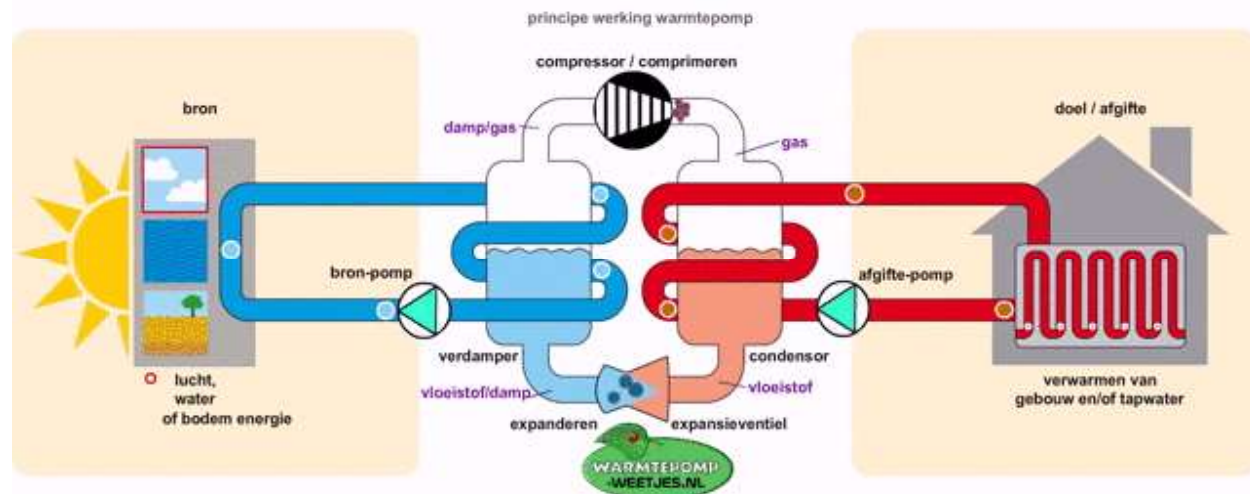 principe werking warmtepomp
compressor / comprimeren
bron
doel / afgifte
damp/gas
gas
bron-pomp
afgifte-pomp
verdamper
condensor
vloeistof/damp
vloeistof
lucht,
water
of bodem energie
verwarmen van
gebouw en/of tapwater
expanderen
expansieventiel
WARMTEPOMP
-WEETJES.NL